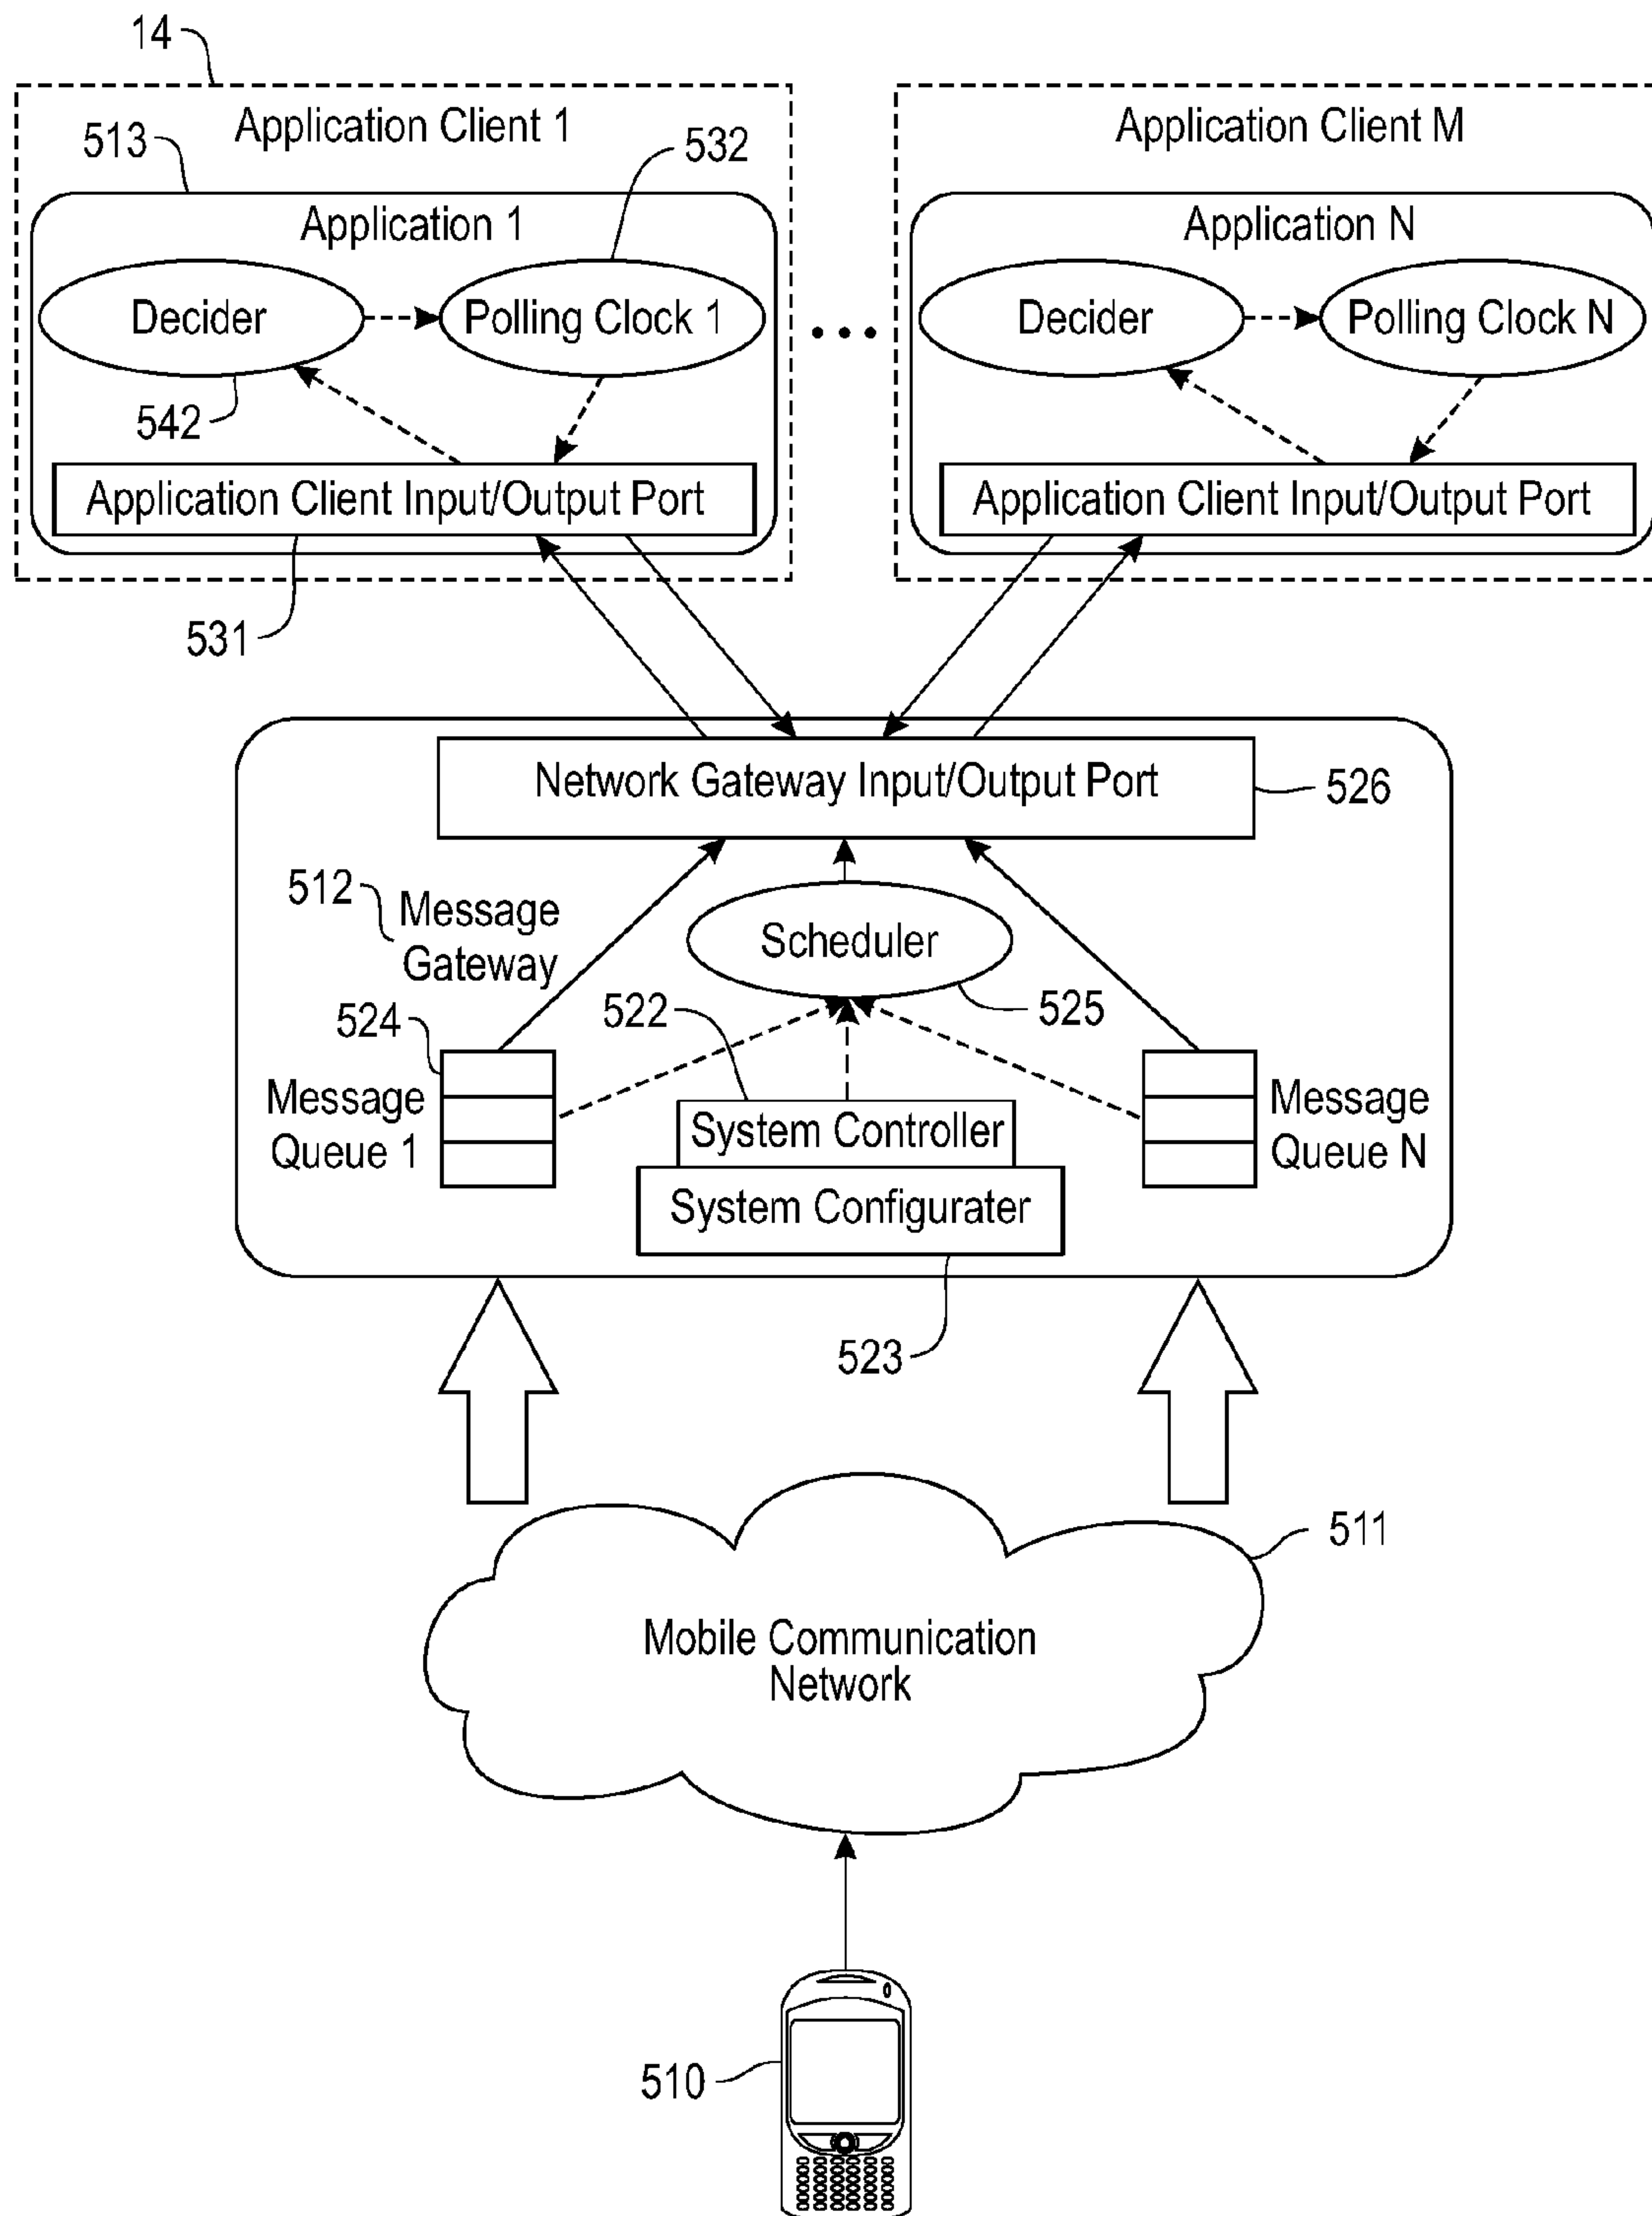 14
Application Client 1
Application Client M
513
532
Application 1
Application N
Decider
Polling Clock 1
Decider
Polling Clock N
542
Application Client Input/Output Port
Application Client Input/Output Port
531
Network Gateway Input/Output Port
526
512
Message
Gateway
Scheduler
524
522
525
Message
Queue 1
System Controller
Message
Queue N
System Configurater
523
511
Mobile Communication
Network
510